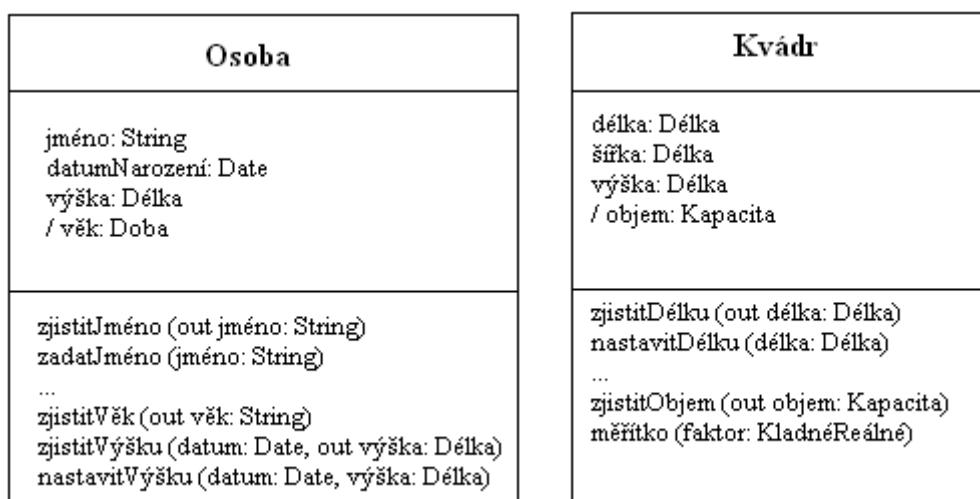 Osoba
jméno: String
datumNarození: Date
výška: Délka
/ věk: Doba
zjistitJméno (out jméno: String)
zadatJméno (jméno: String)
...
zjistitVěk (out věk: String)
zjistitVýšku (datum: Date, out výška: Délka)
nastavitVýšku (datum: Date, výška: Délka)
Kvádr
délka: Délka
šířka: Délka
výška: Délka
/ objem: Kapacita
zjistitDélku (out délka: Délka)
nastavitDélku (délka: Délka)
...
zjistitObjem (out objem: Kapacita)
měřítko (faktor: KladnéReálné)